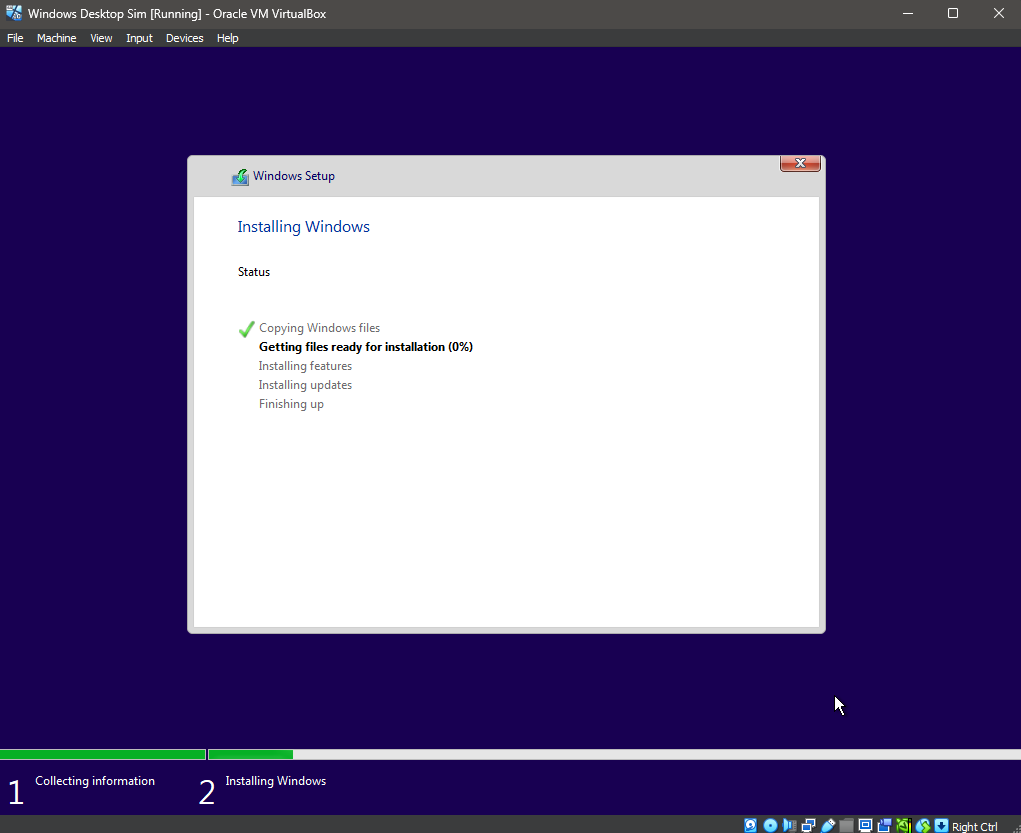 Windows Desktop Sim [Running] - Oracle VM VirtualBox
File Machine View Input Devices Help
Windows Setup
Installing Windows
Status
Copying Windows files
Getting files ready for installation (0%)
Installing features
Installing updates
Finishing up
1 Collecting information 2 Installing Windows
Right Ctrl